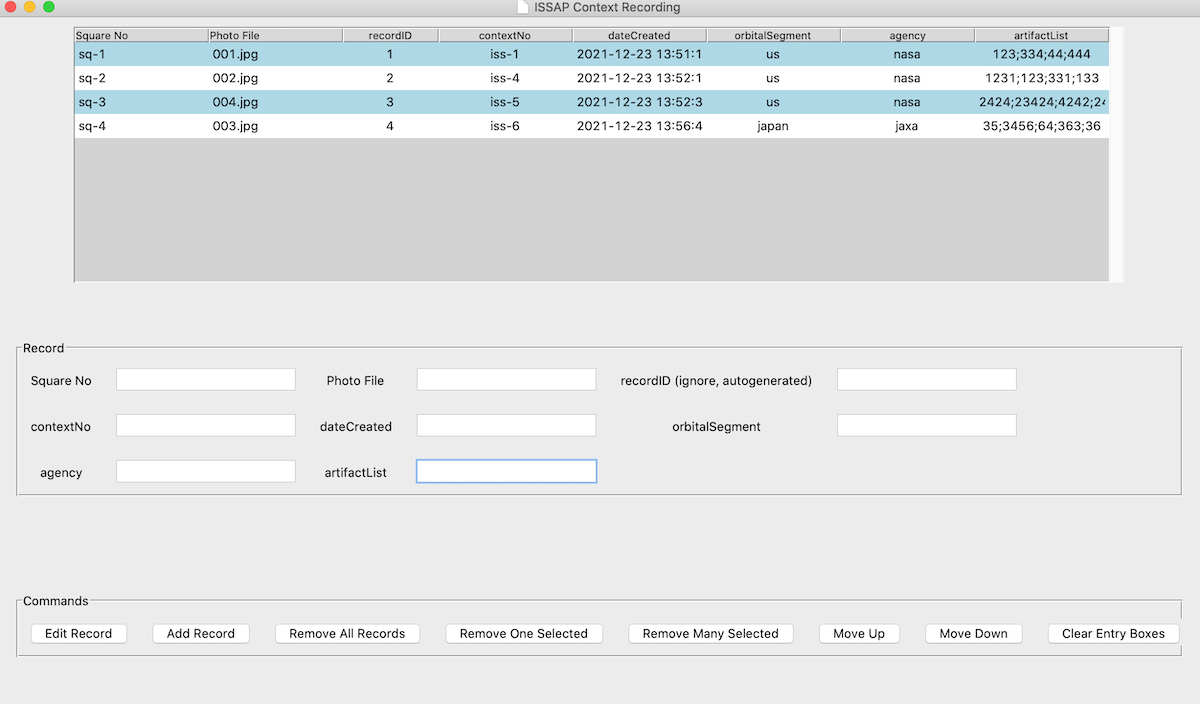 ISSAP Context Recording
Square No Photo File recordID contextNo dateCreated orbitalSegment agency artifactList
sq-1 001.jpg 1 iss-1 2021-12-23 13:51:1 us nasa 123;334;44;444
sq-2 002.jpg 2 iss-4 2021-12-23 13:52:1 us nasa 1231;123;331;133
sq-3 004.jpg 3 iss-5 2021-12-23 13:52:3 us nasa 2424;23424;4242;24
sq-4 003.jpg 4 iss-6 2021-12-23 13:56:4 japan jaxa 35;3456;64;363;36
Record
Square No Photo File recordID (ignore, autogenerated)
contextNo dateCreated orbitalSegment
agency artifactList
Commands
Edit Record Add Record Remove All Records Remove One Selected Remove Many Selected Move Up Move Down Clear Entry Boxes